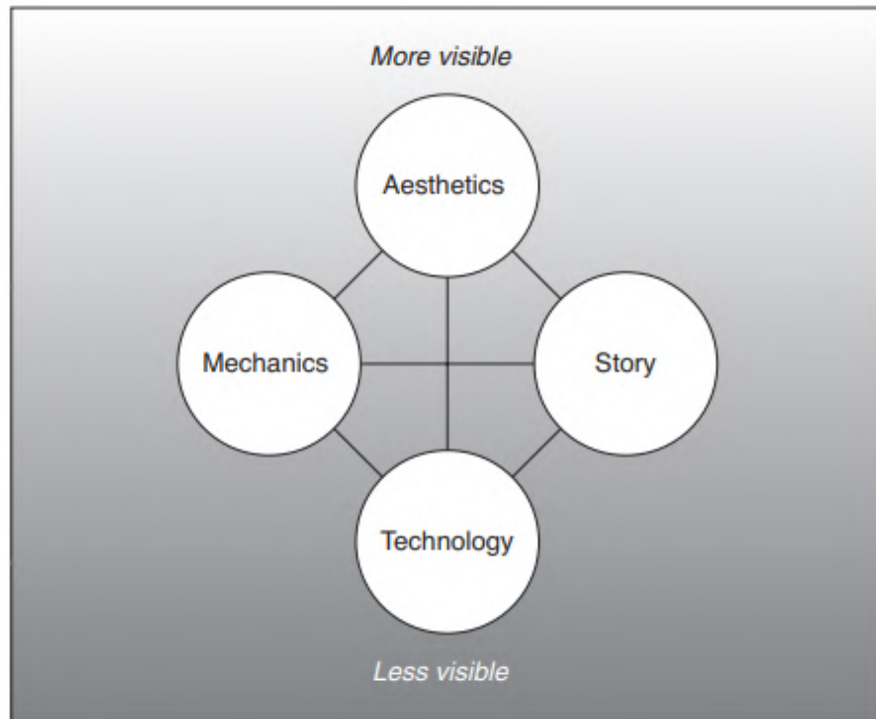 More visible
Aesthetics
Mechanics
Story
Technology
Less visible